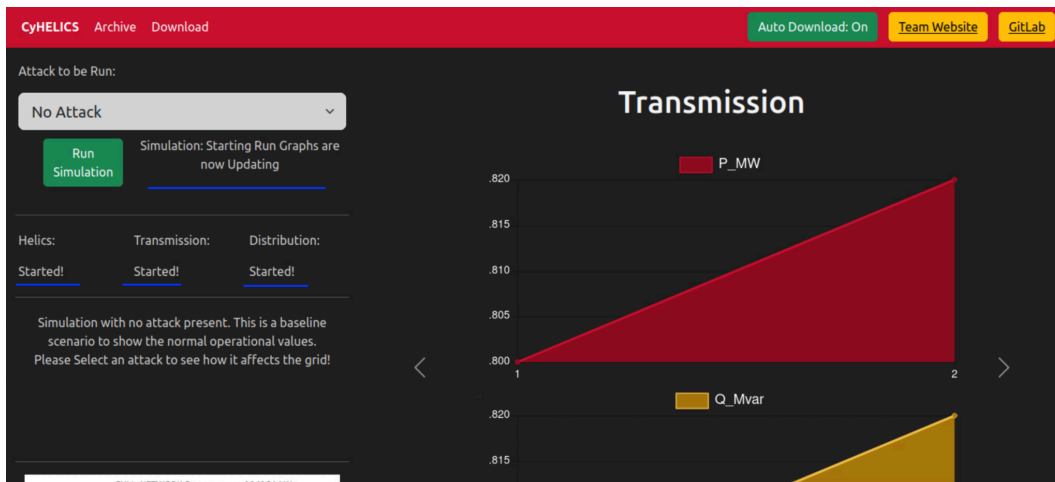 CyHELICS Archive Download Auto Download: On Team Website GitLab
Attack to be Run:
No Attack
Run
Simulation
Simulation: Starting Run Graphs are
now Updating
Helics: Transmission: Distribution:
Started! Started! Started!
Simulation with no attack present. This is a baseline
scenario to show the normal operational values.
Please Select an attack to see how it affects the grid!
Transmission
P_MW
.820
.815
.810
.805
.800
1 2
Q_Mvar
.820
.815